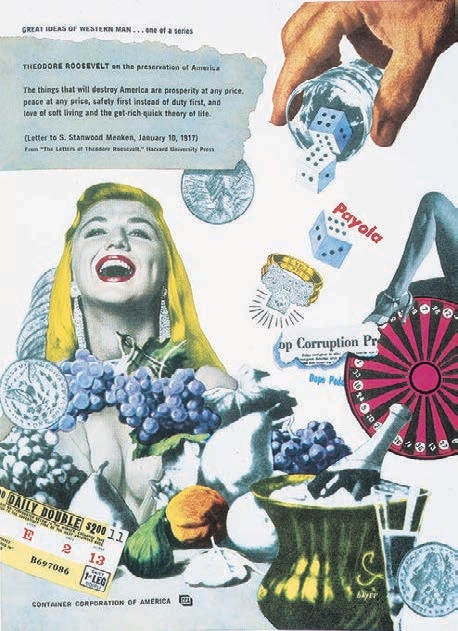 GREAT IDEAS OF WESTERN MAN...one of a series
THEODORE ROOSEVELT on the preservation of America
The things that will destroy America are prosperity at any price,
peace at any price, safety first instead of duty first, and
love of soft living and the get-rich-quick theory of life.
(Letter to S. Stanwood Menken, January 10, 1917)
From "The Letters of Theodore Roosevelt," Harvard University Press
Payola
op Corruption Pr
Dope
DAILY DOUBLE
$200
11
E 2 13
B697086
1st LEG
bayer
CONTAINER CORPORATION OF AMERICA